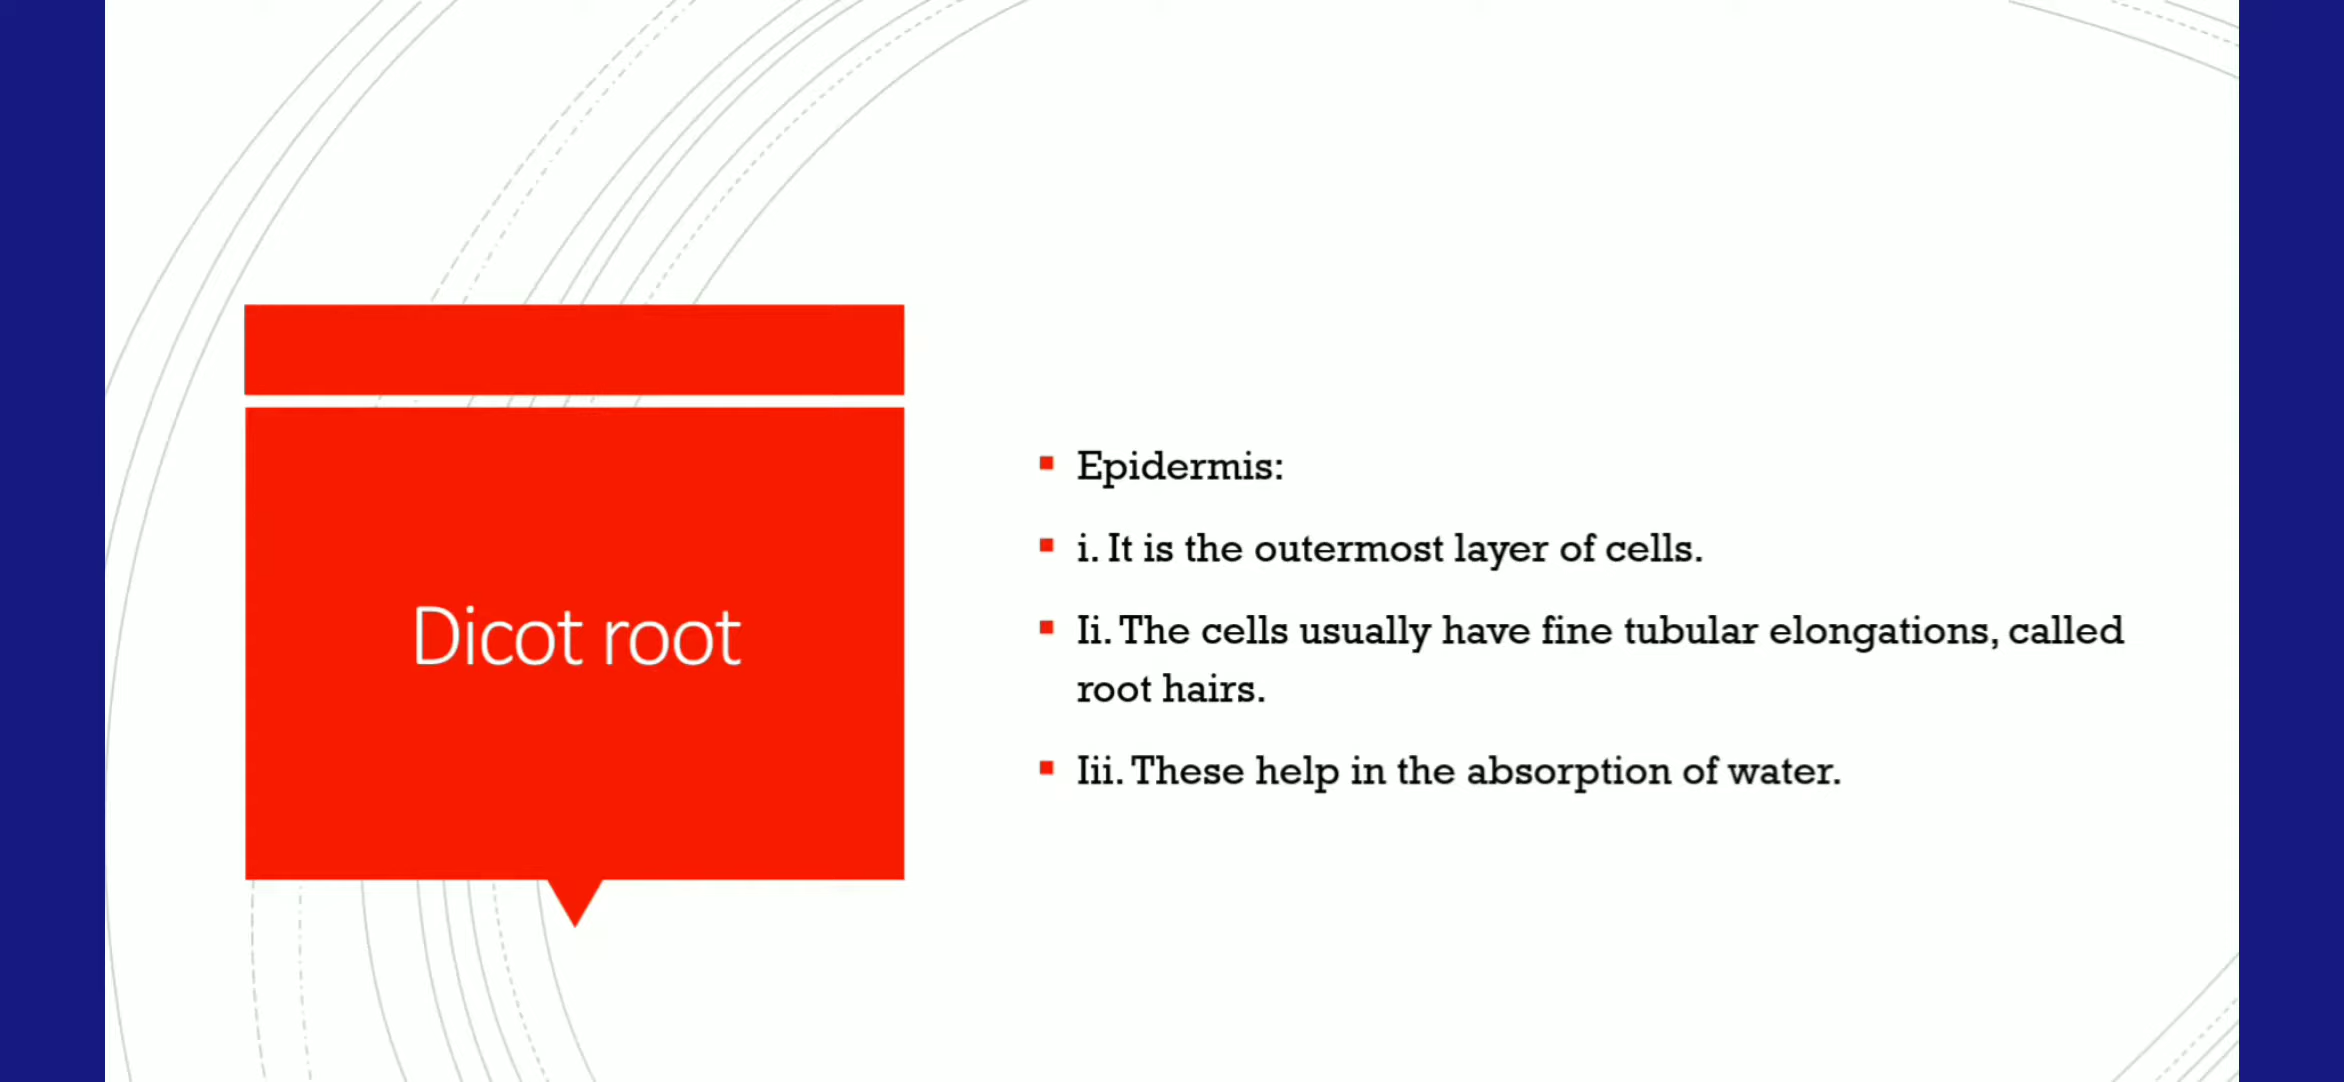 Dicot root
Epidermis:
i. It is the outermost layer of cells.
Ii. The cells usually have fine tubular elongations, called
root hairs.
Iii. These help in the absorption of water.